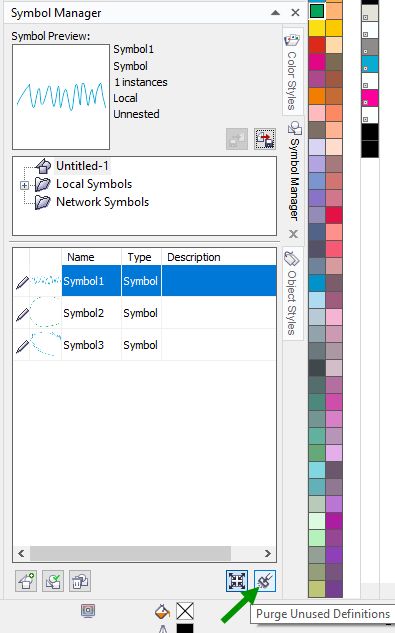 Symbol Manager
Symbol Preview:
Symbol1
Symbol
1 instances
Local
Unnested
Untitled-1
Local Symbols
Network Symbols
Name Type Description
Symbol1 Symbol
Symbol2 Symbol
Symbol3 Symbol
Color Styles
Symbol Manager
Object Styles
Purge Unused Definitions